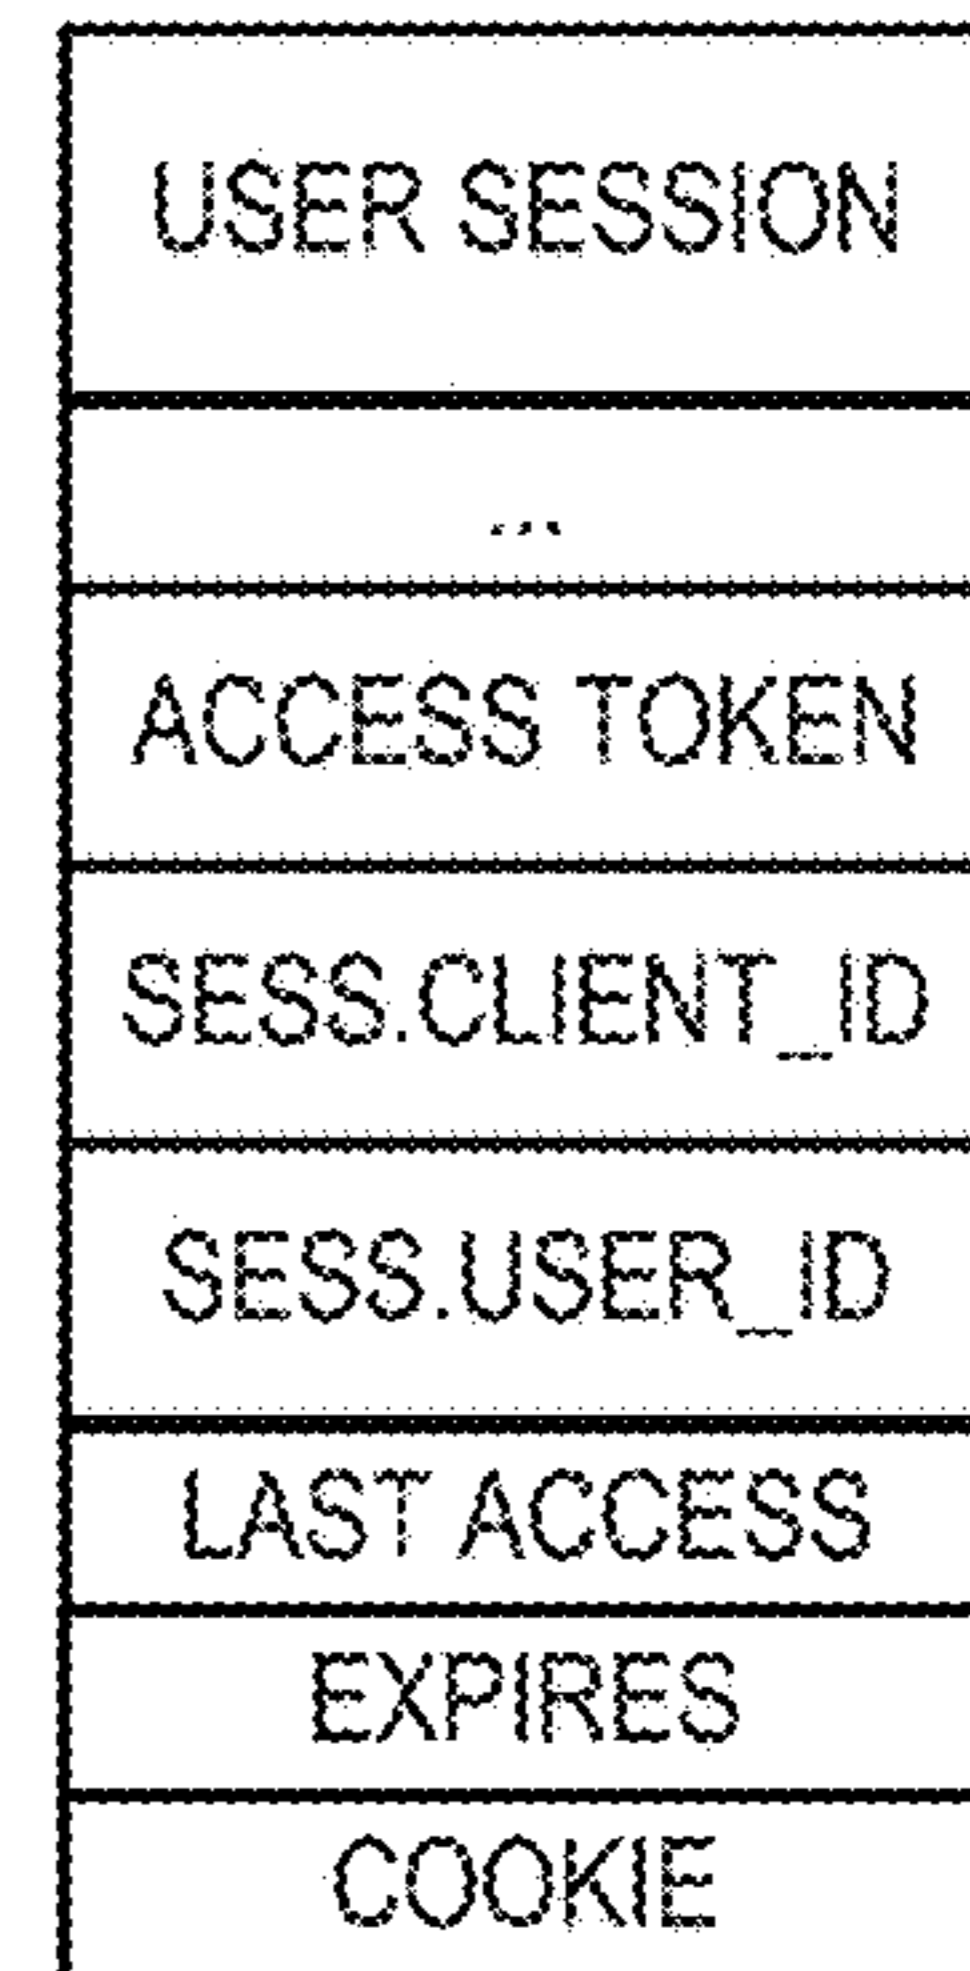 USER SESSION
...
ACCESS TOKEN
SESS.CLIENT_ID
SESS.USER_ID
LAST ACCESS
EXPIRES
COOKIE